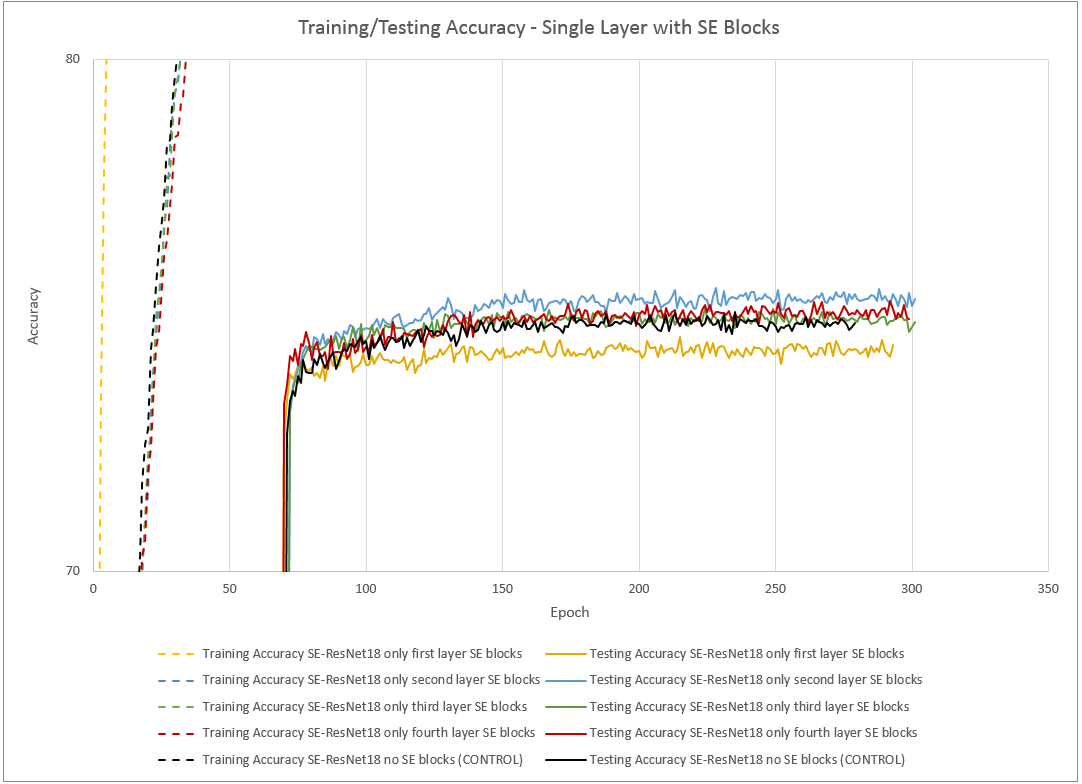 Training/Testing Accuracy - Single Layer with SE Blocks
80
Accuracy
70
0 50 100 150 200 250 300 350
Epoch
Training Accuracy SE-ResNet18 only first layer SE blocks Testing Accuracy SE-ResNet18 only first layer SE blocks
Training Accuracy SE-ResNet18 only second layer SE blocks Testing Accuracy SE-ResNet18 only second layer SE blocks
Training Accuracy SE-ResNet18 only third layer SE blocks Testing Accuracy SE-ResNet18 only third layer SE blocks
Training Accuracy SE-ResNet18 only fourth layer SE blocks Testing Accuracy SE-ResNet18 only fourth layer SE blocks
Training Accuracy SE-ResNet18 no SE blocks (CONTROL) Testing Accuracy SE-ResNet18 no SE blocks (CONTROL)